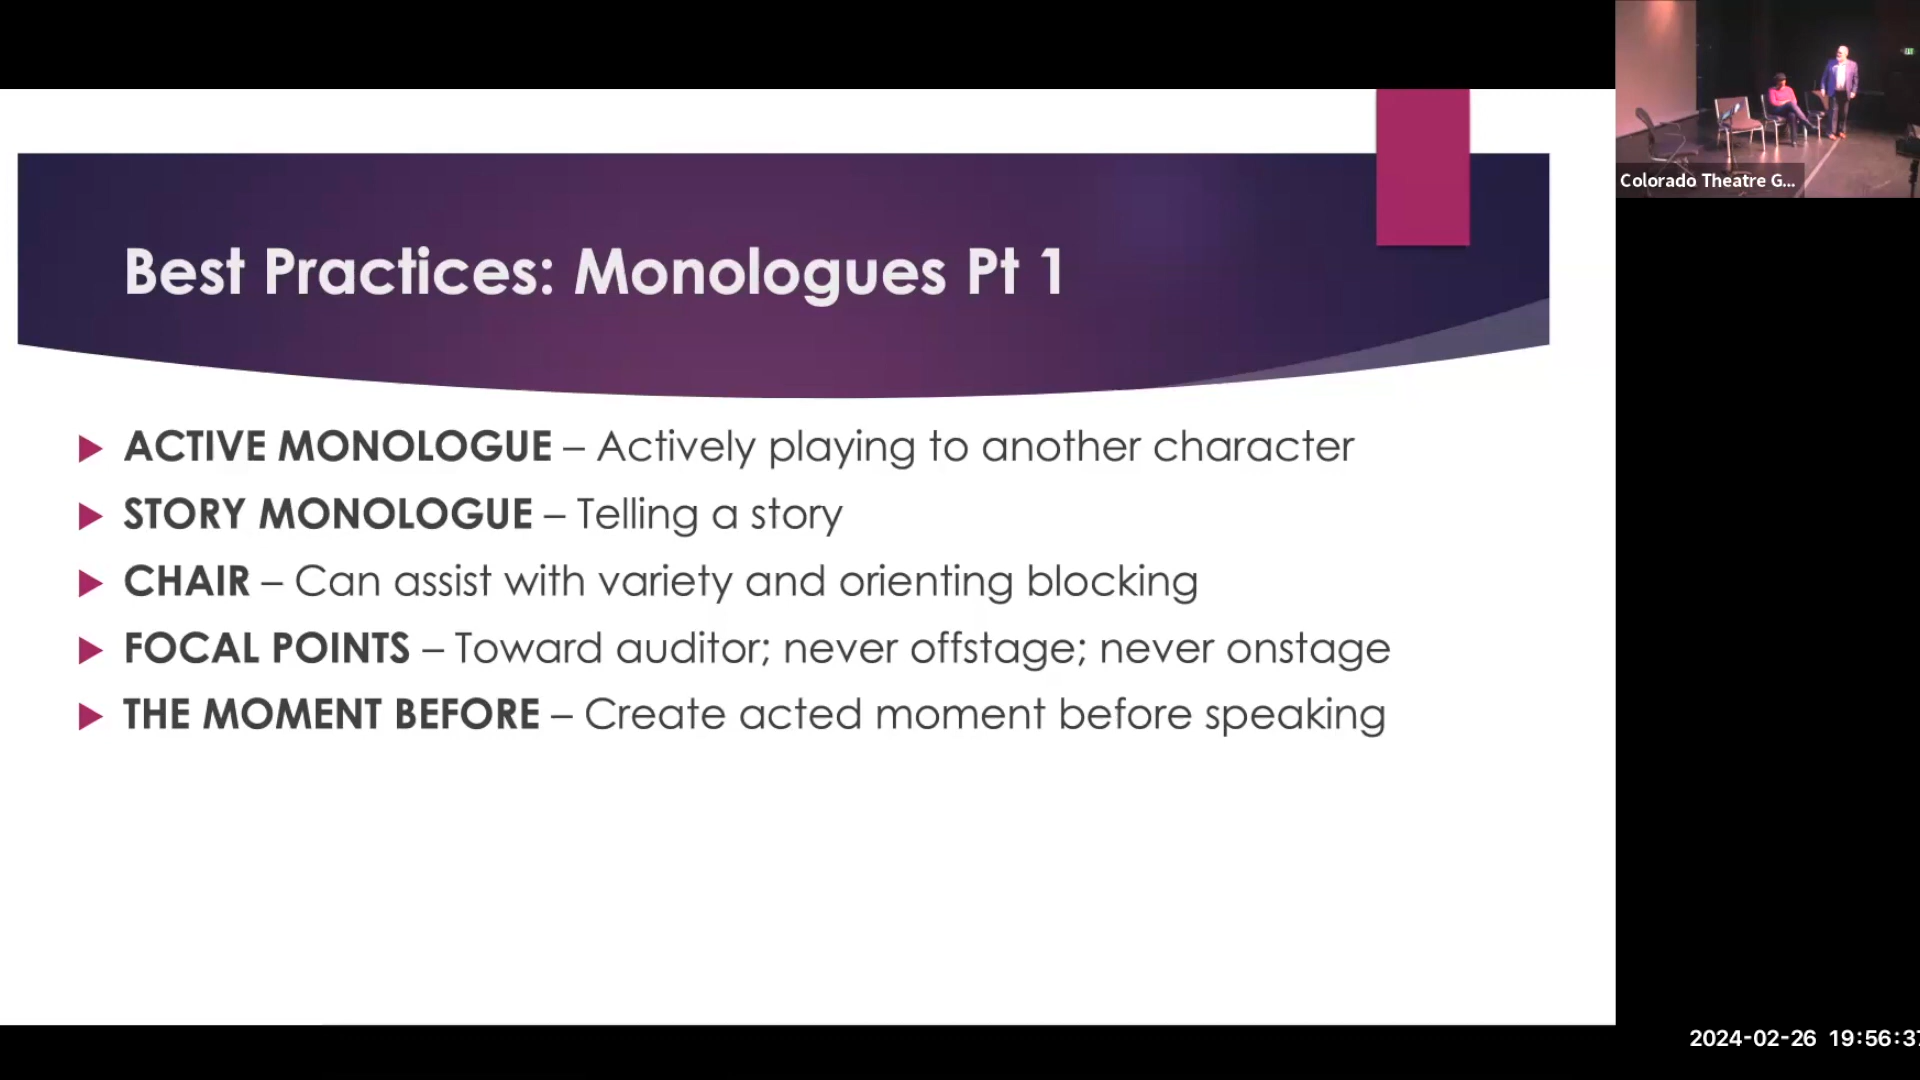 Best Practices: Monologues Pt 1
ACTIVE MONOLOGUE – Actively playing to another character
STORY MONOLOGUE – Telling a story
CHAIR – Can assist with variety and orienting blocking
FOCAL POINTS – Toward auditor; never offstage; never onstage
THE MOMENT BEFORE – Create acted moment before speaking
Colorado Theatre G...
2024-02-26 19:56:37